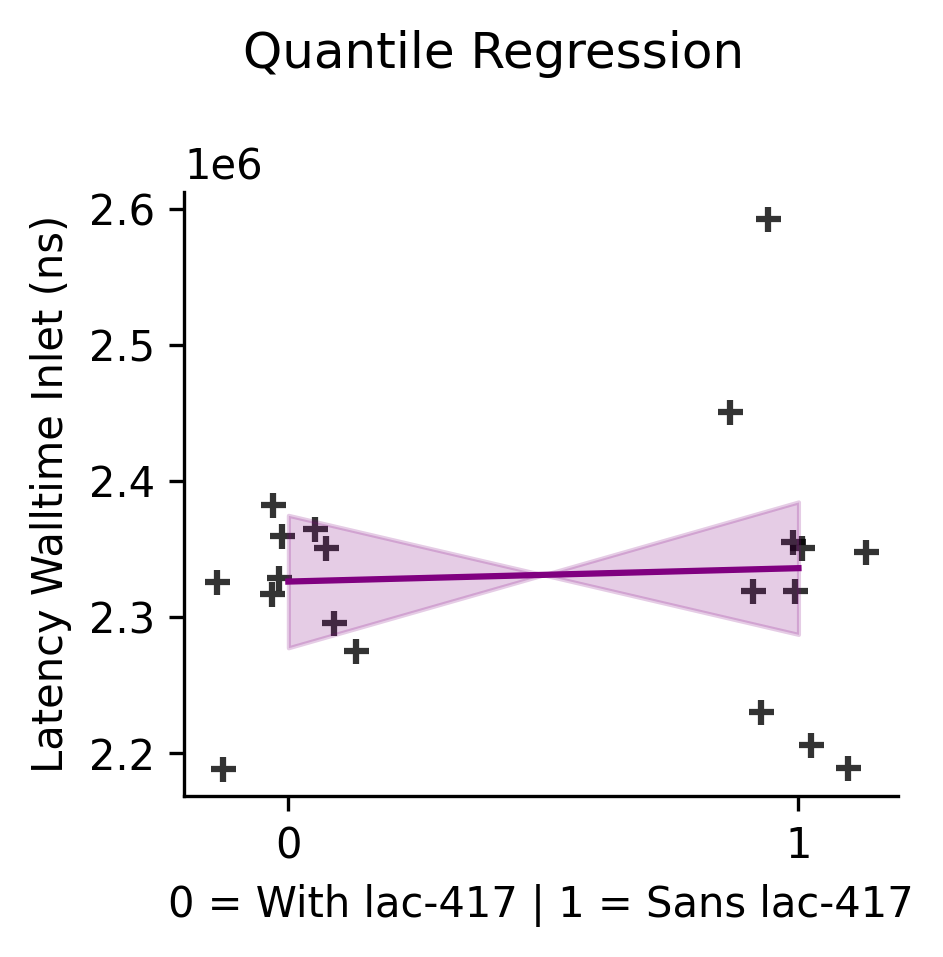 Quantile Regression
1e6
2.6
2.5
2.4
2.3
2.2
Latency Walltime Inlet (ns)
0 1
0 = With lac-417 | 1 = Sans lac-417